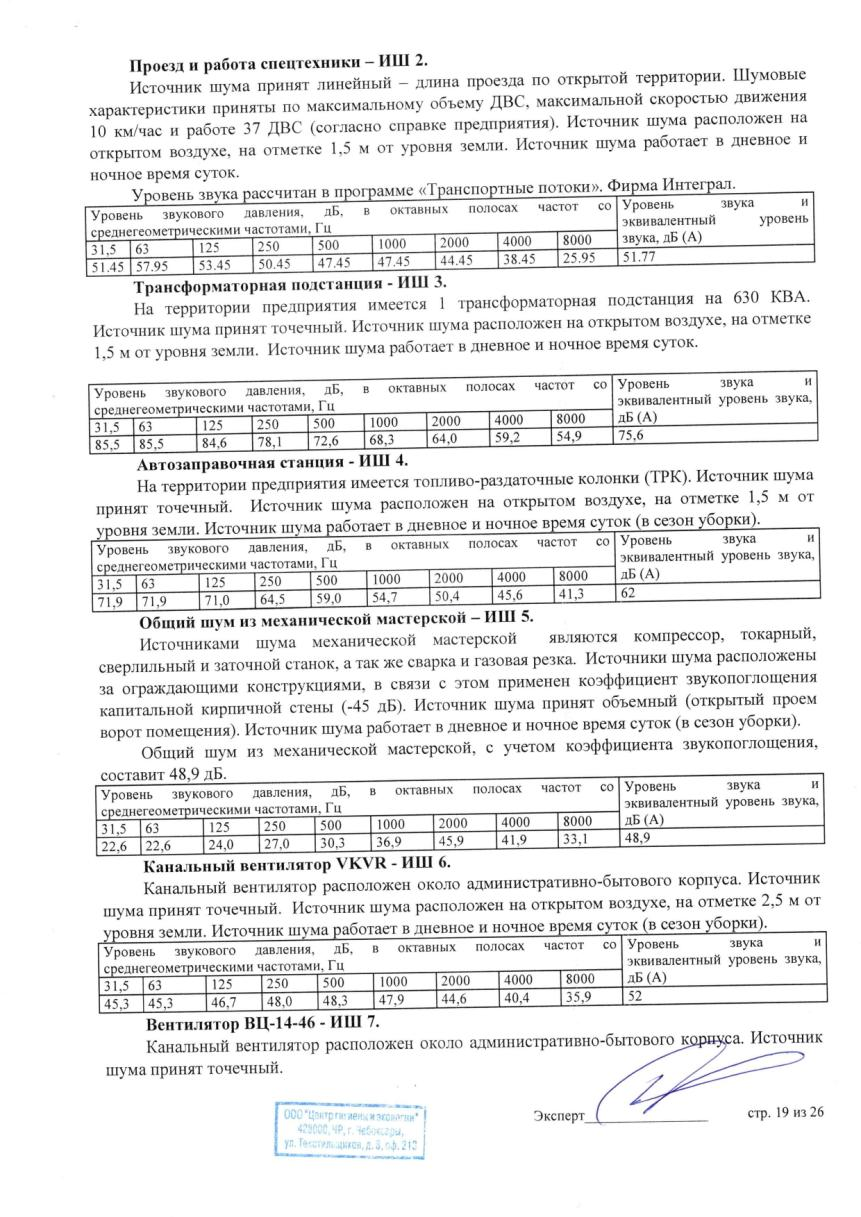 Проезд и работа спецтехники – ИШ 2.
Источник шума принят линейный – длина проезда по открытой территории. Шумовые
характеристики приняты по максимальному объему ДВС, максимальной скоростью движения
10 км/час и работе 37 ДВС (согласно справке предприятия). Источник шума расположен на
открытом воздухе, на отметке 1,5 м от уровня земли. Источник шума работает в дневное и
ночное время суток.
Уровень звука рассчитан в программе «Транспортные потоки». Фирма Интеграл.
Уровень звукового давления, дБ, в октавных полосах частот со
среднегеометрическими частотами, Гц
Уровень звука и
эквивалентный уровень
звука, дБ (А)
31,5 63 125 250 500 1000 2000 4000 8000
51.45 57.95 53.45 50.45 47.45 47.45 44.45 38.45 25.95 51.77
Трансформаторная подстанция - ИШ 3.
На территории предприятия имеется 1 трансформаторная подстанция на 630 КВА.
Источник шума принят точечный. Источник шума расположен на открытом воздухе, на отметке
1,5 м от уровня земли. Источник шума работает в дневное и ночное время суток.
Уровень звукового давления, дБ, в октавных полосах частот со
среднегеометрическими частотами, Гц
Уровень звука и
эквивалентный уровень звука,
дБ (А)
31,5 63 125 250 500 1000 2000 4000 8000
85,5 85,5 84,6 78,1 72,6 68,3 64,0 59,2 54,9 75,6
Автозаправочная станция - ИШ 4.
На территории предприятия имеется топливо-раздаточные колонки (ТРК). Источник шума
принят точечный. Источник шума расположен на открытом воздухе, на отметке 1,5 м от
уровня земли. Источник шума работает в дневное и ночное время суток (в сезон уборки).
Уровень звукового давления, дБ, в октавных полосах частот со
среднегеометрическими частотами, Гц
Уровень звука и
эквивалентный уровень звука,
дБ (А)
31,5 63 125 250 500 1000 2000 4000 8000
71,9 71,9 71,0 64,5 59,0 54,7 50,4 45,6 41,3 62
Общий шум из механической мастерской – ИШ 5.
Источниками шума механической мастерской являются компрессор, токарный,
сверлильный и заточной станок, а так же сварка и газовая резка. Источники шума расположены
за ограждающими конструкциями, в связи с этом применен коэффициент звукопоглощения
капитальной кирпичной стены (-45 дБ). Источник шума принят объемный (открытый проем
ворот помещения). Источник шума работает в дневное и ночное время суток (в сезон уборки).
Общий шум из механической мастерской, с учетом коэффициента звукопоглощения,
составит 48,9 дБ.
Уровень звукового давления, дБ, в октавных полосах частот со
среднегеометрическими частотами, Гц
Уровень звука и
эквивалентный уровень звука,
дБ (А)
31,5 63 125 250 500 1000 2000 4000 8000
22,6 22,6 24,0 27,0 30,3 36,9 45,9 41,9 33,1 48,9
Канальный вентилятор VKVR - ИШ 6.
Канальный вентилятор расположен около административно-бытового корпуса. Источник
шума принят точечный. Источник шума расположен на открытом воздухе, на отметке 2,5 м от
уровня земли. Источник шума работает в дневное и ночное время суток (в сезон уборки).
Уровень звукового давления, дБ, в октавных полосах частот со
среднегеометрическими частотами, Гц
Уровень звука и
эквивалентный уровень звука,
дБ (А)
31,5 63 125 250 500 1000 2000 4000 8000
45,3 45,3 46,7 48,0 48,3 47,9 44,6 40,4 35,9 52
Вентилятор ВЦ-14-46 - ИШ 7.
Канальный вентилятор расположен около административно-бытового корпуса. Источник
шума принят точечный.
ООО "Центр гигиены и экологии"
428000, ЧР, г. Чебоксары,
ул. Текстильщиков, д. 8, оф. 213
Эксперт
стр. 19 из 26